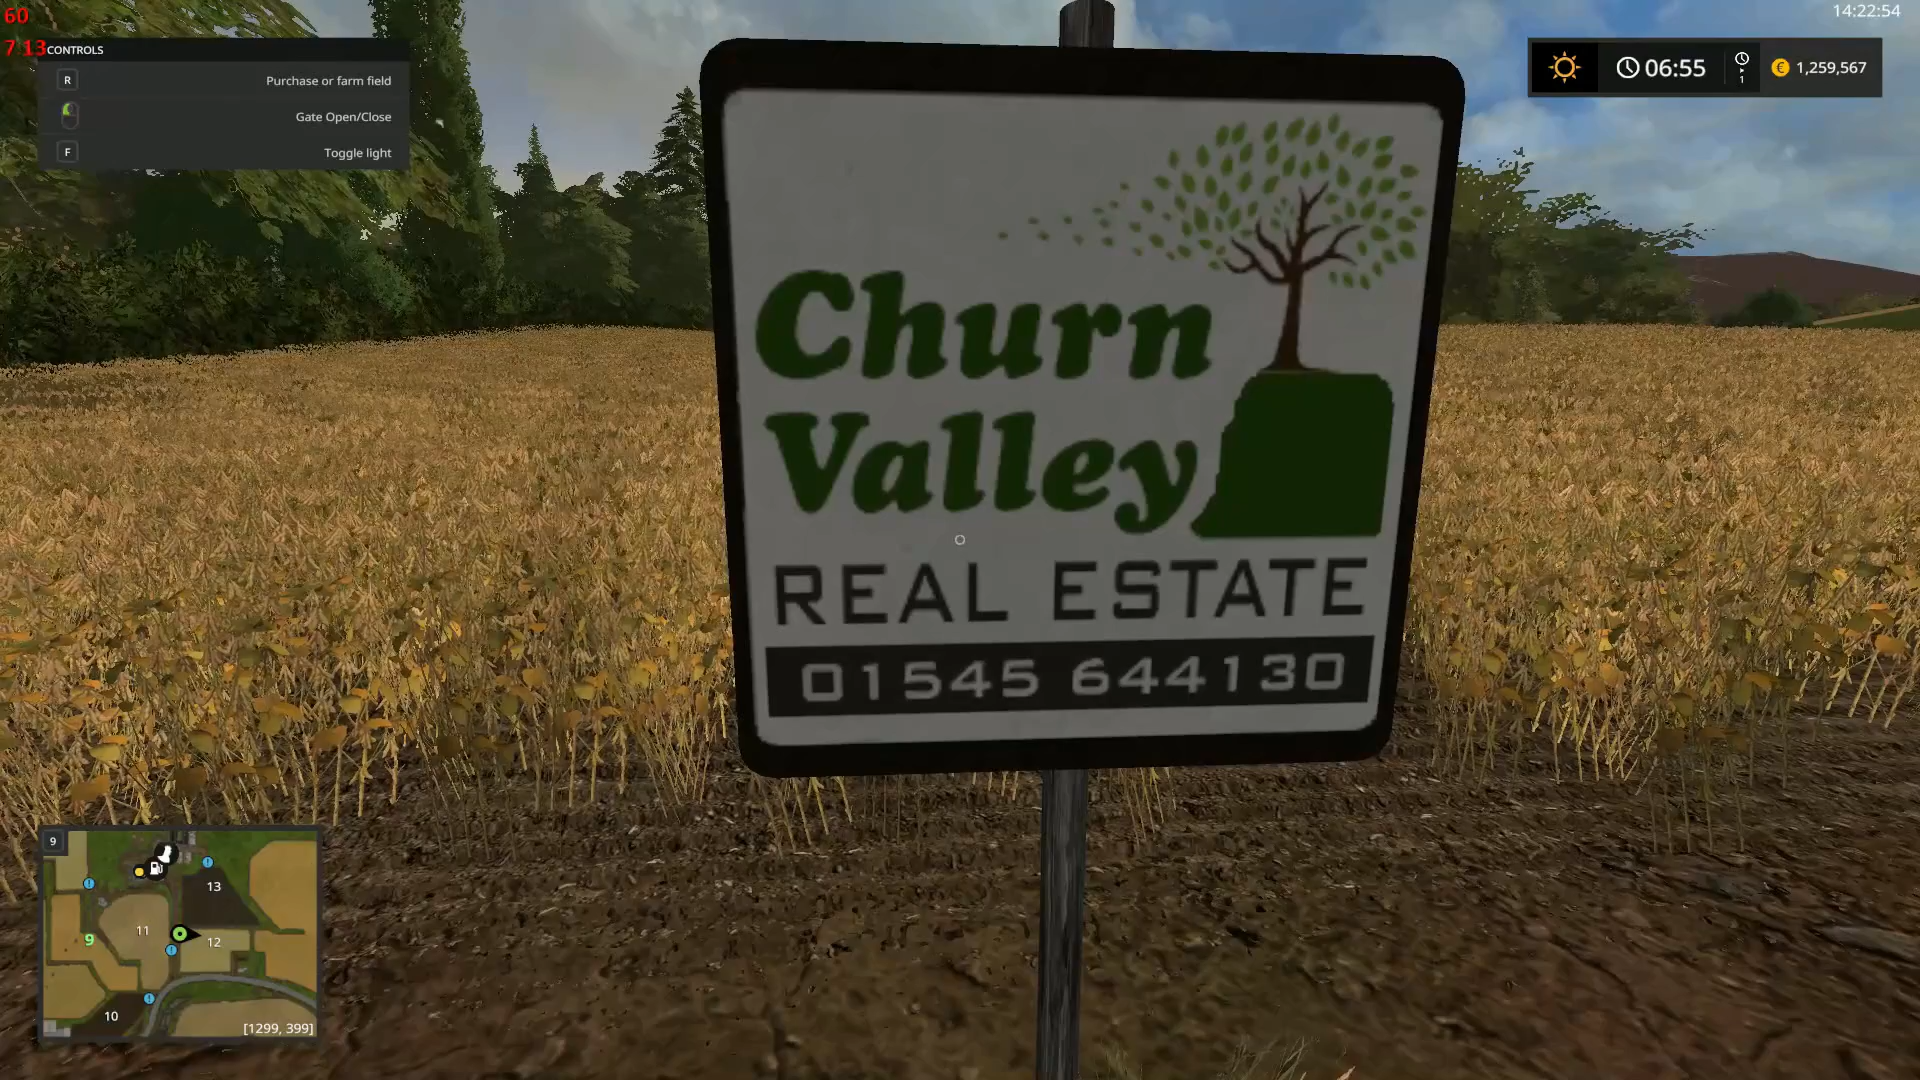 60
7 13
CONTROLS
R Purchase or farm field
Gate Open/Close
F Toggle light
14:22:54
06:55
1
€ 1,259,567
Churn
Valley
REAL ESTATE
01545 644130
9
13
11
12
9
10
[1299, 399]